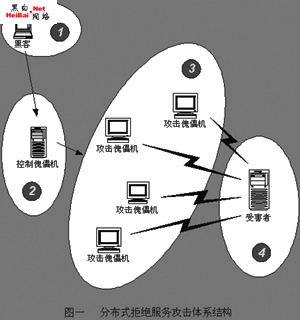 黑白 Net
HeiBai 网络
黑客
1
3
攻击傀儡机
攻击傀儡机
控制傀儡机
2
攻击傀儡机
攻击傀儡机
受害者
4
图一 分布式拒绝服务攻击体系结构